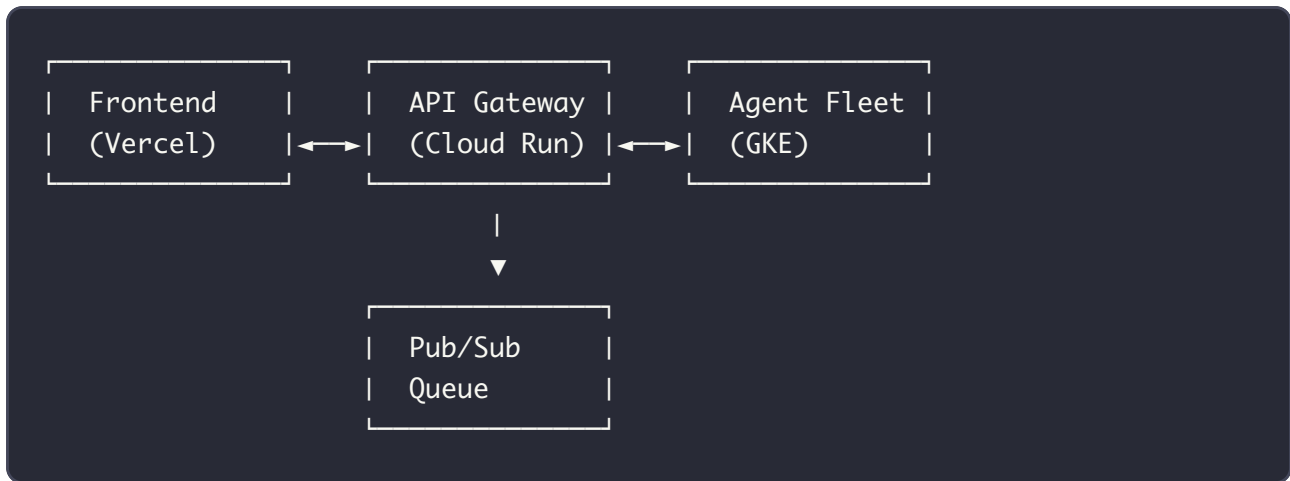 Frontend API Gateway Agent Fleet
(Vercel) (Cloud Run) (GKE)
Pub/Sub
Queue